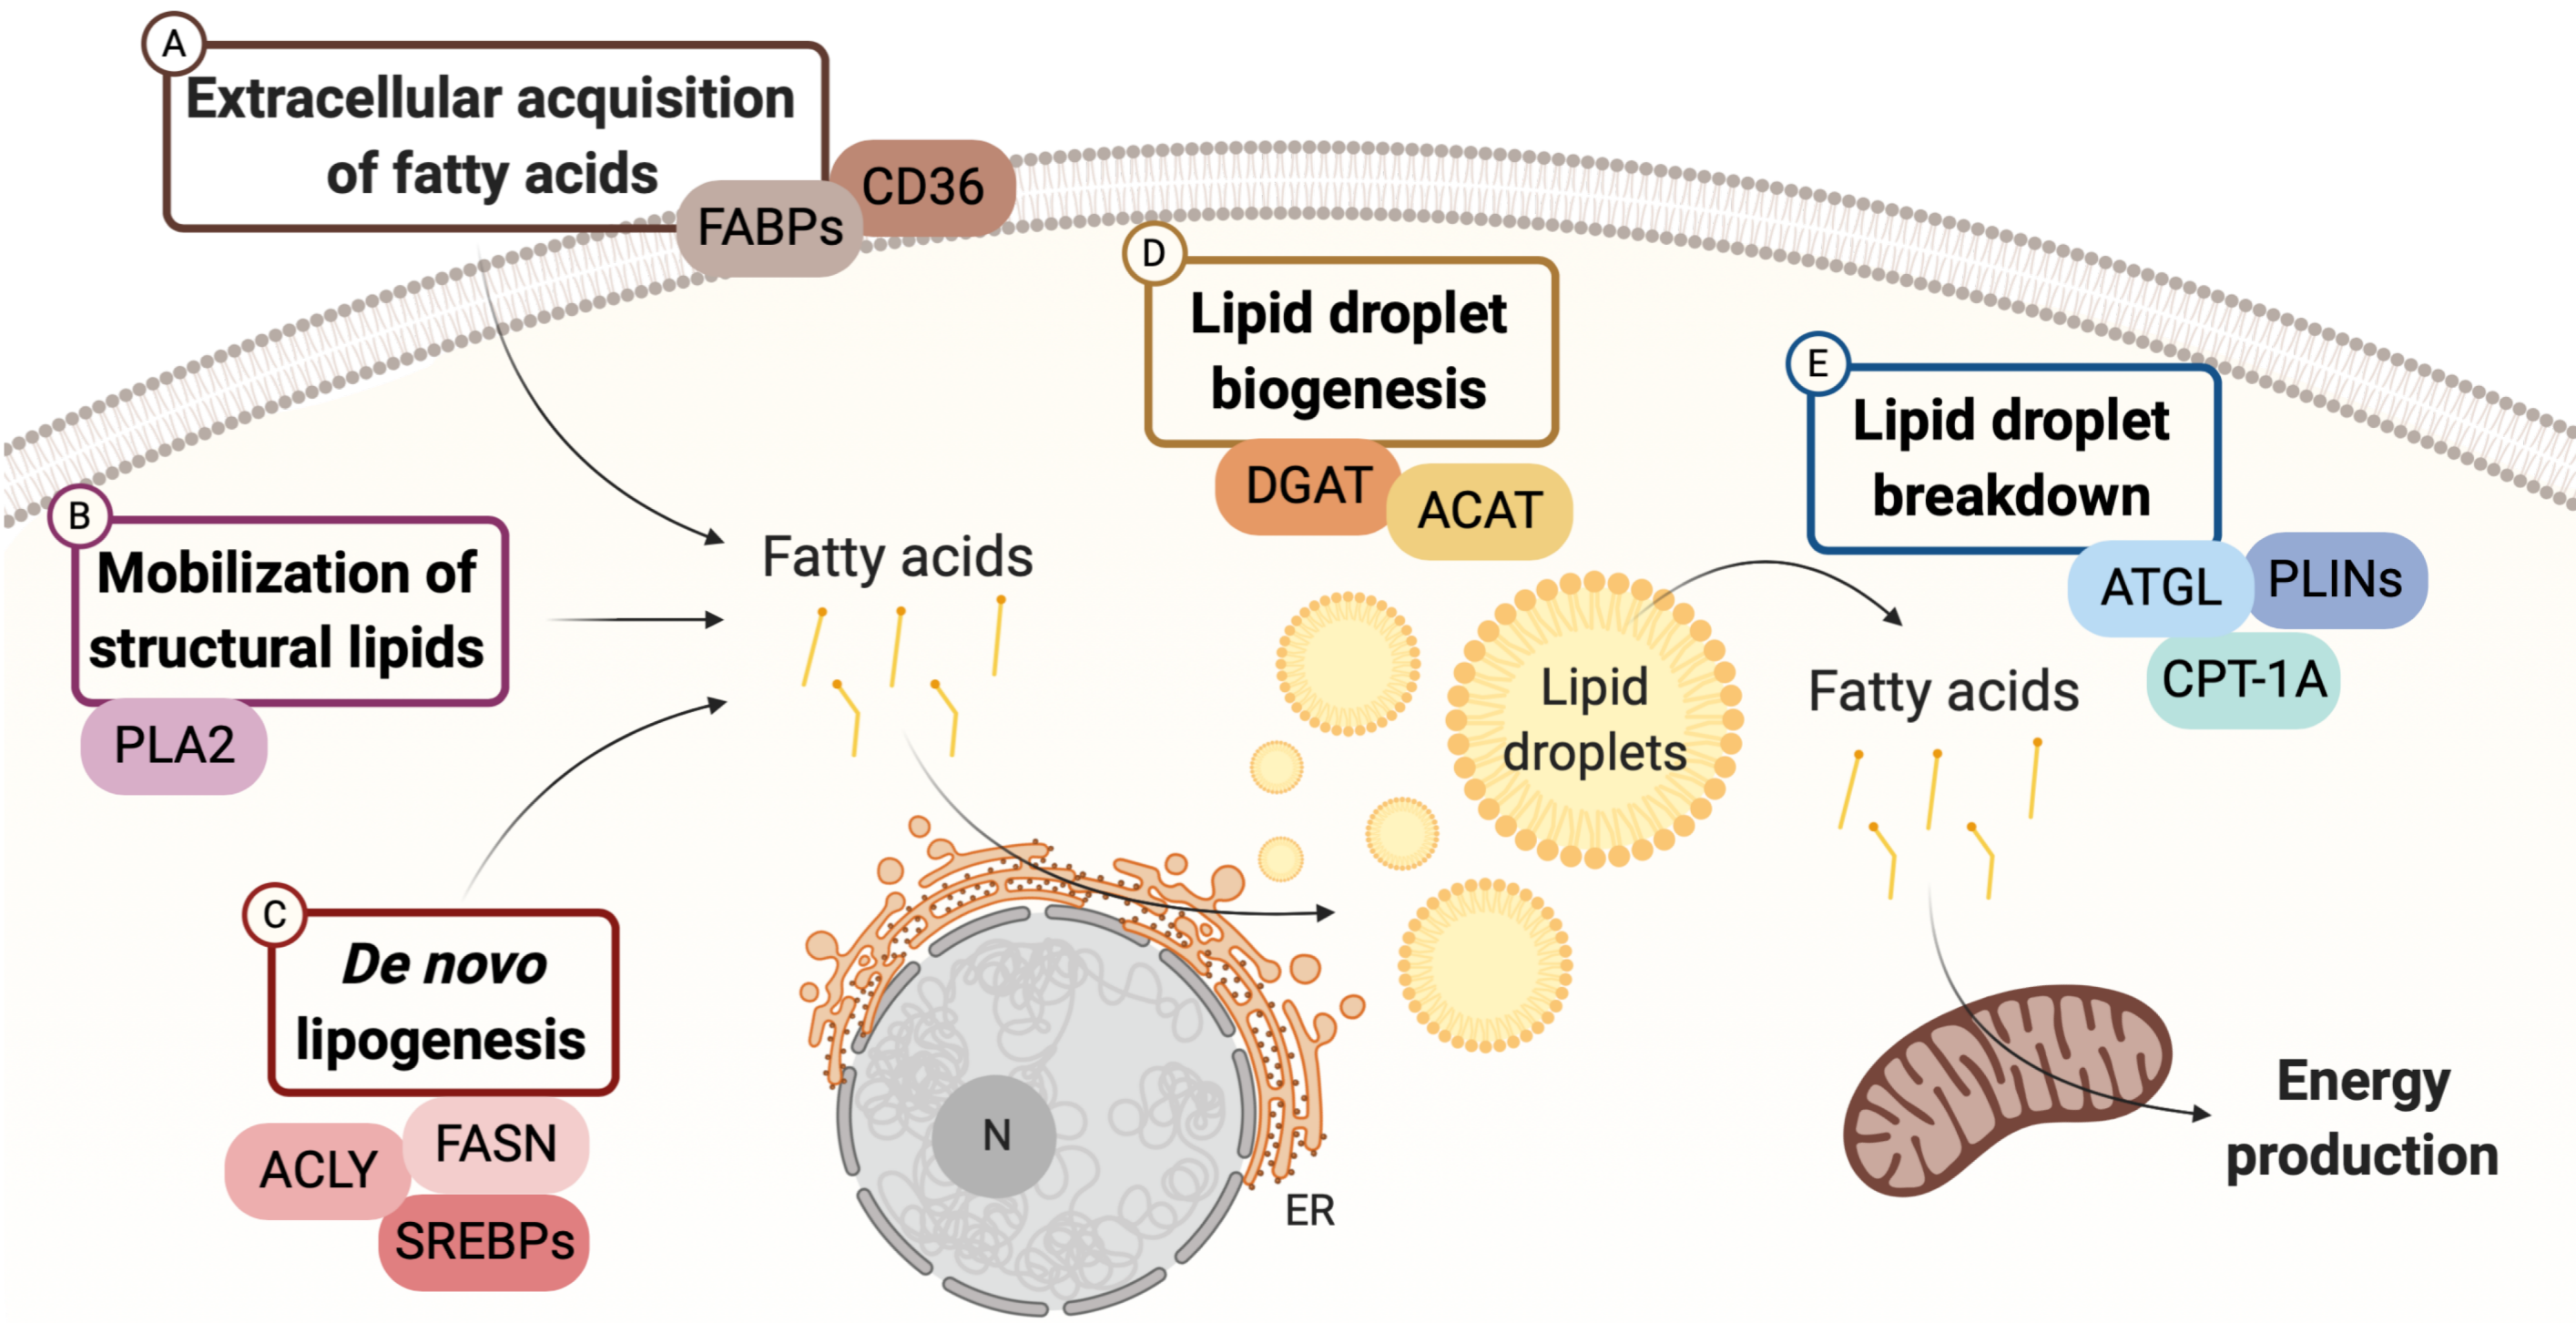 A
Extracellular acquisition
of fatty acids
FABPs
CD36
B
Mobilization of
structural lipids
PLA2
C
De novo
lipogenesis
ACLY
FASN
SREBPs
Fatty acids
N
ER
D
Lipid droplet
biogenesis
DGAT
ACAT
Lipid
droplets
E
Lipid droplet
breakdown
ATGL
PLINs
CPT-1A
Fatty acids
Energy
production